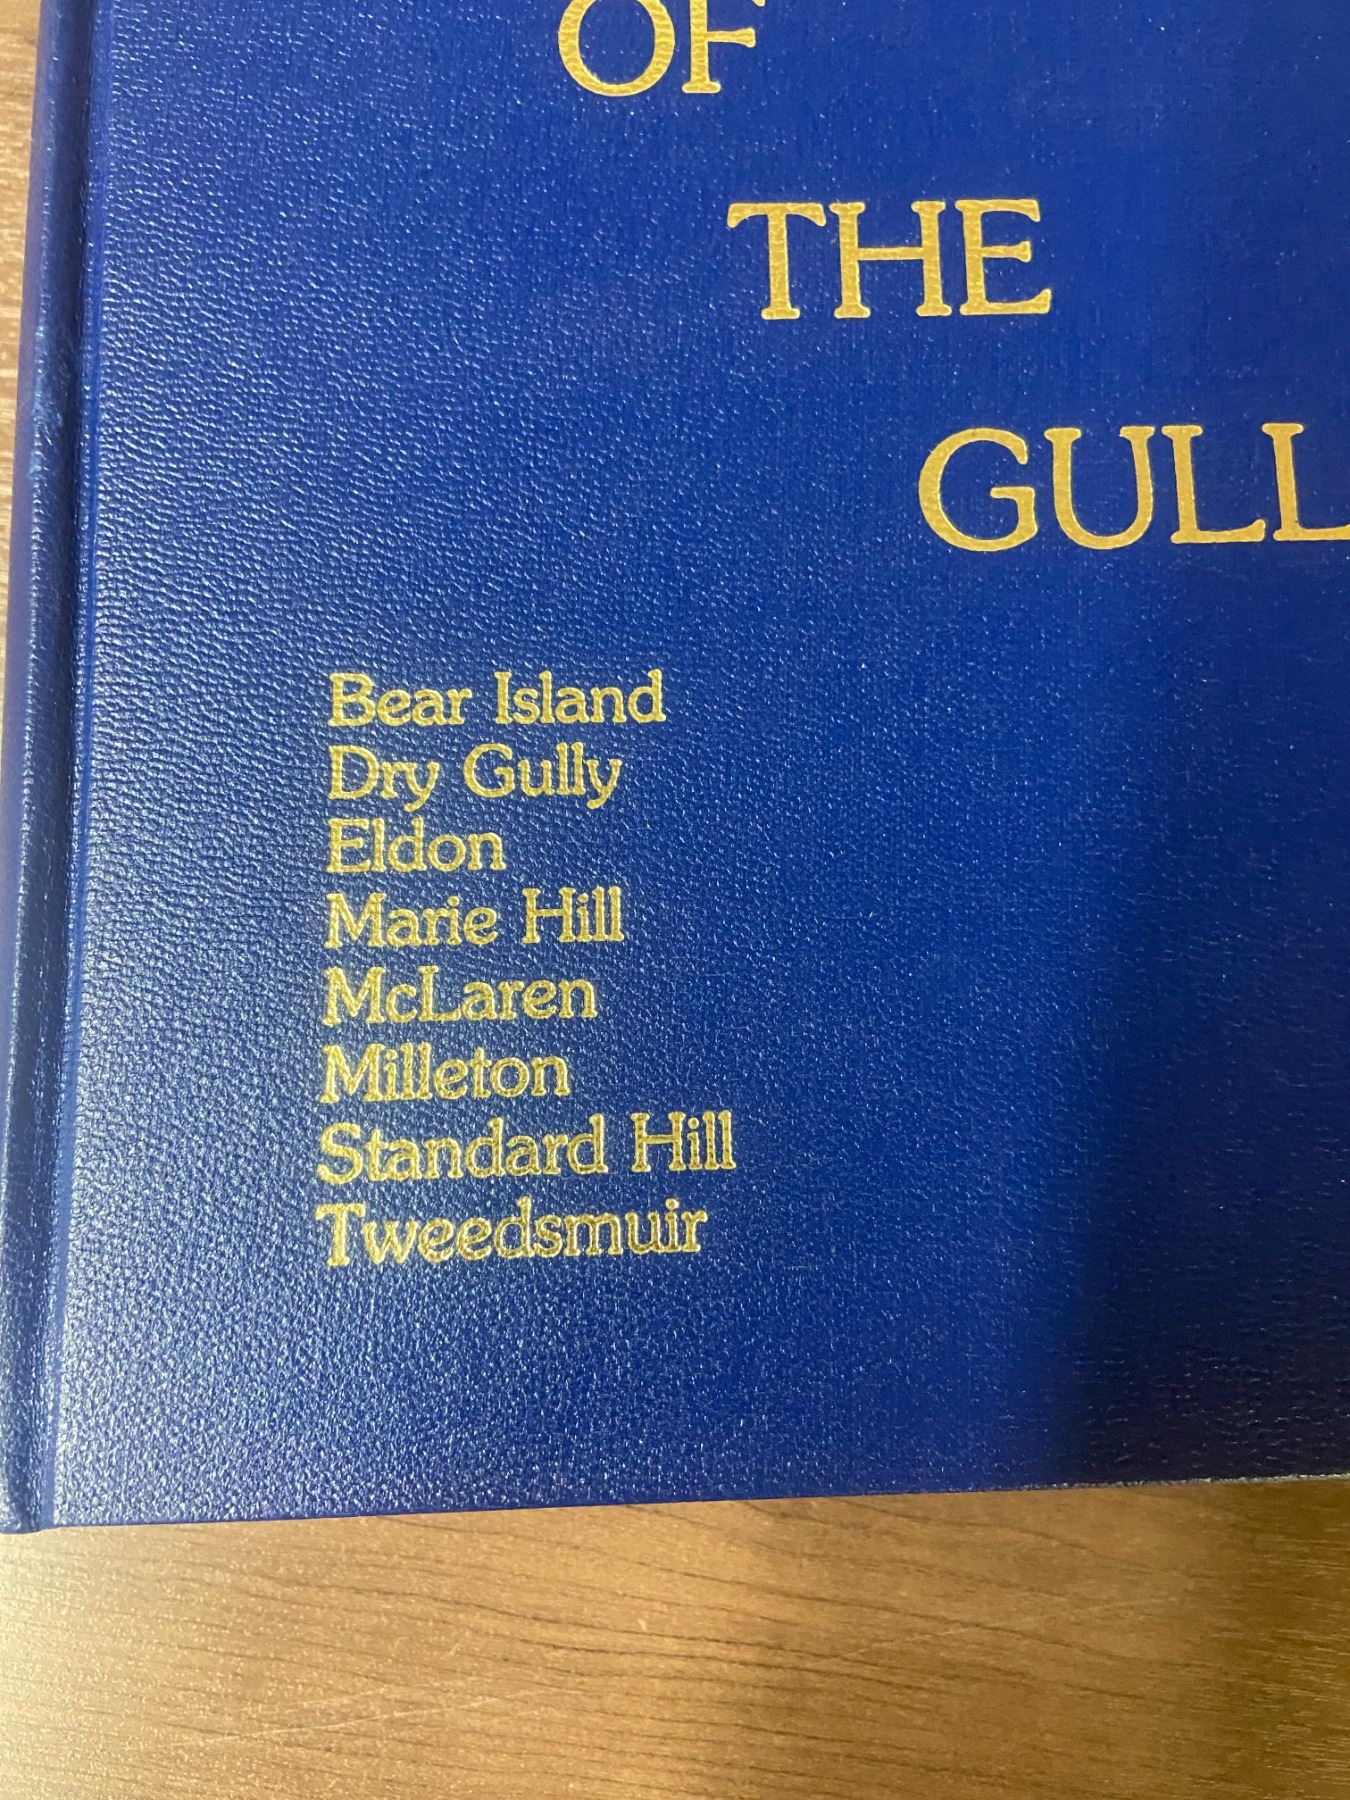 OF
THE
GULL
Bear Island
Dry Gully
Eldon
Marie Hill
McLaren
Milleton
Standard Hill
Tweedsmuir